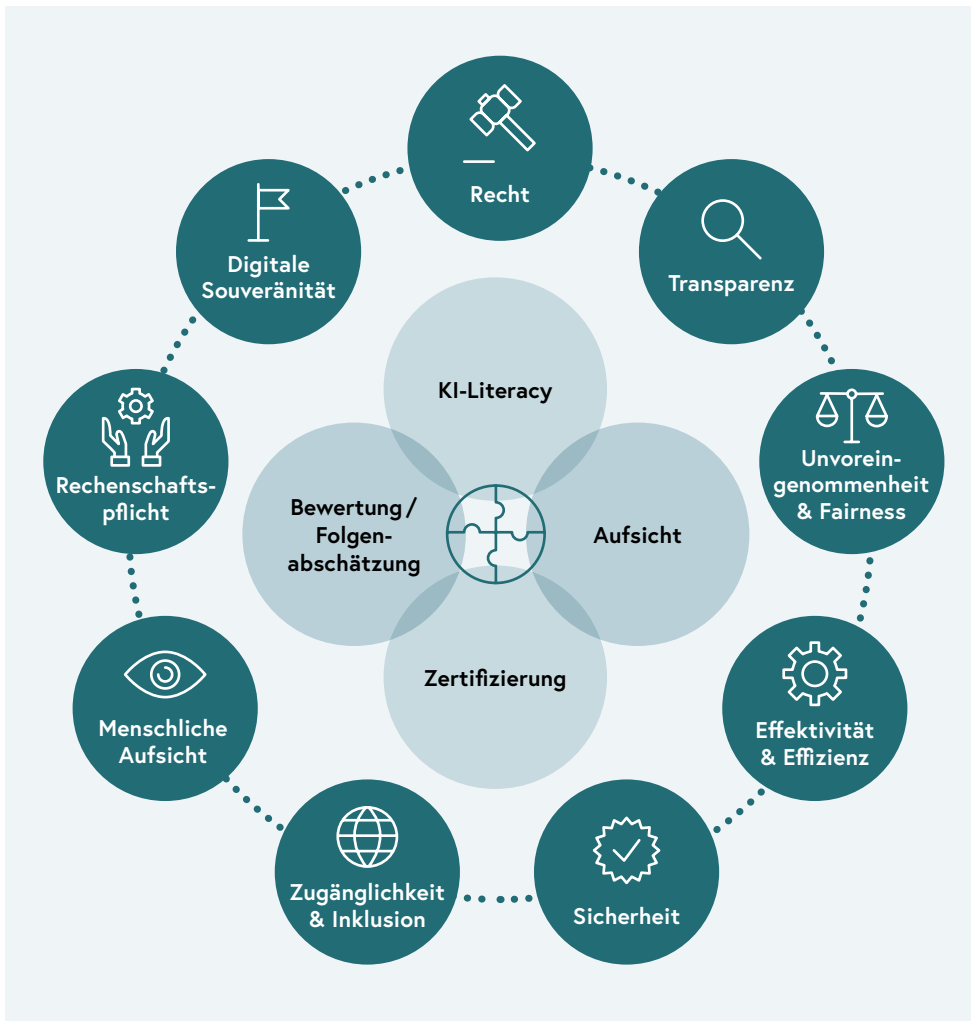 Recht
Transparenz
Unvorein-
genommenheit
& Fairness
Effektivität
& Effizienz
Sicherheit
Zugänglichkeit
& Inklusion
Menschliche
Aufsicht
Rechenschafts-
pflicht
Digitale
Souveränität
KI-Literacy
Aufsicht
Zertifizierung
Bewertung /
Folgen-
abschätzung